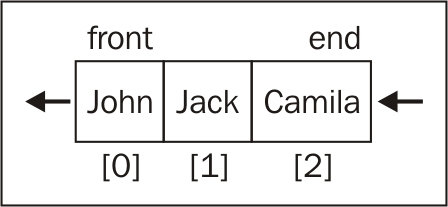 front end
John Jack Camila
[0] [1] [2]